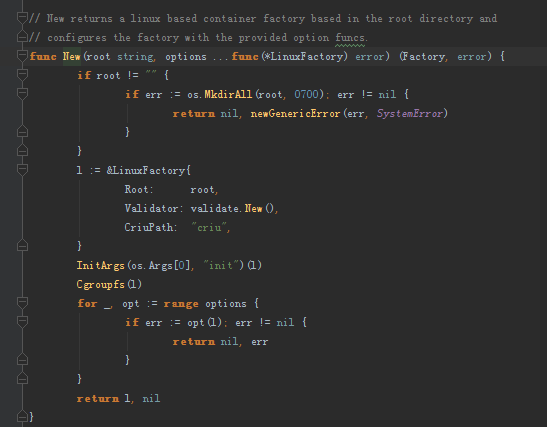 // New returns a linux based container factory based in the root directory and
// configures the factory with the provided option funcs.
func New(root string, options ...func(*LinuxFactory) error) (Factory, error) {
if root != "" {
if err := os.MkdirAll(root, 0700); err != nil {
return nil, newGenericError(err, SystemError)
}
}
l := &LinuxFactory{
Root: root,
Validator: validate.New(),
CriuPath: "criu",
}
InitArgs(os.Args[0], "init")(l)
Cgroupfs(l)
for _, opt := range options {
if err := opt(l); err != nil {
return nil, err
}
}
return l, nil
}